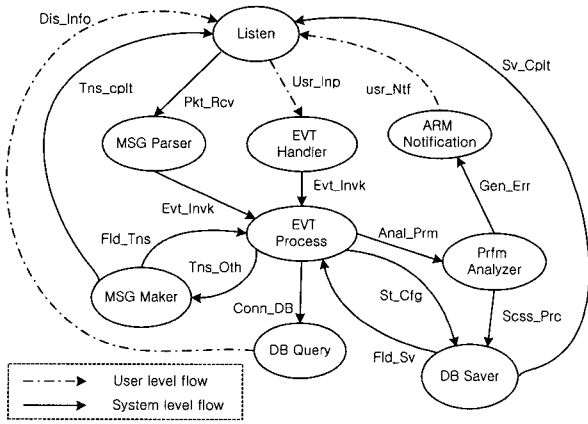 Dis_Info
Listen
Sv_Cplt
Tns_cplt
Usr_Inp
usr_Ntf
Pkt_Rcv
MSG Parser
EVT
Handler
ARM
Notification
Evt_Invk
Evt_Invk
Gen_Err
Fld_Tns
EVT
Process
Anal_Prm
Prfm
Analyzer
Tns_Oth
MSG Maker
Conn_DB
St_Cfg
Scss_Prc
DB Query
Fld_Sv
DB Saver
User level flow
System level flow